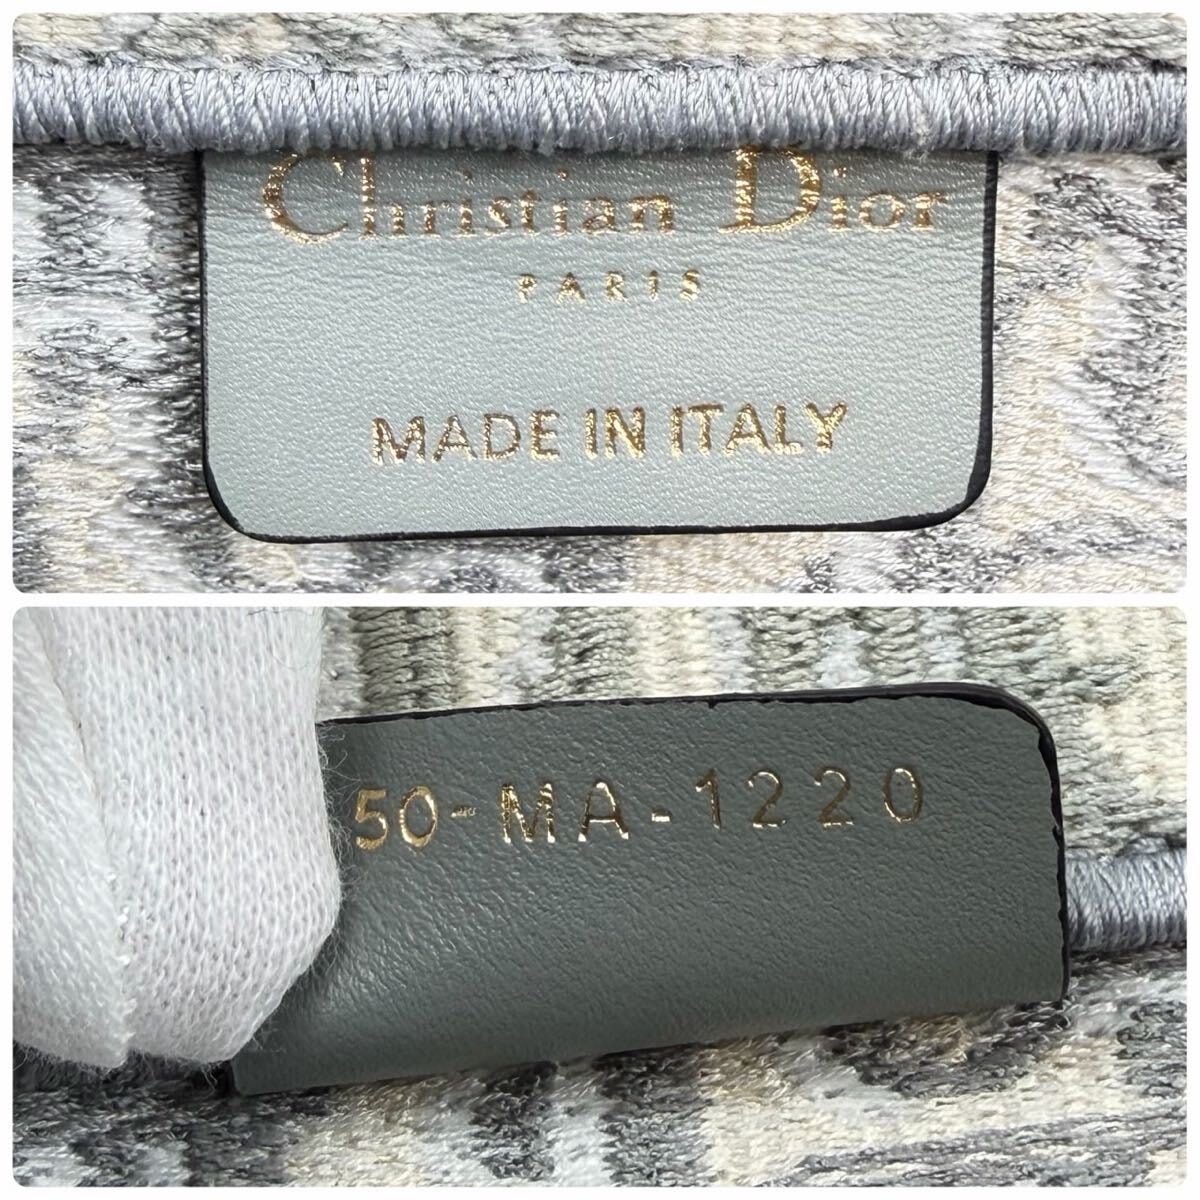 Christian Dior
PARIS
MADE IN ITALY
50-MA-1220